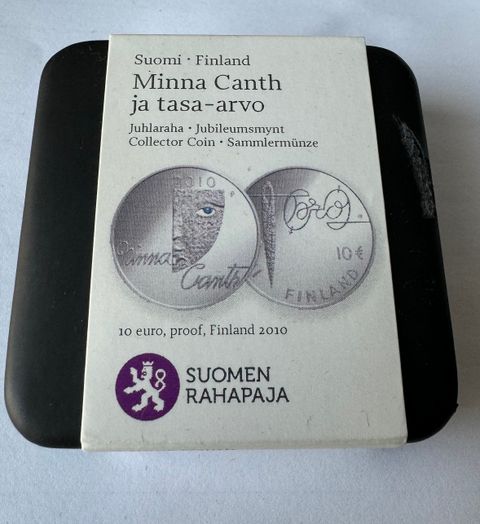 Suomi · Finland
Minna Canth
ja tasa-arvo
Juhlaraha · Jubileumsmynt
Collector Coin · Sammlermünze
2010
Minna
Canth
10 €
FINLAND
10 euro, proof, Finland 2010
SUOMEN
RAHAPAJA